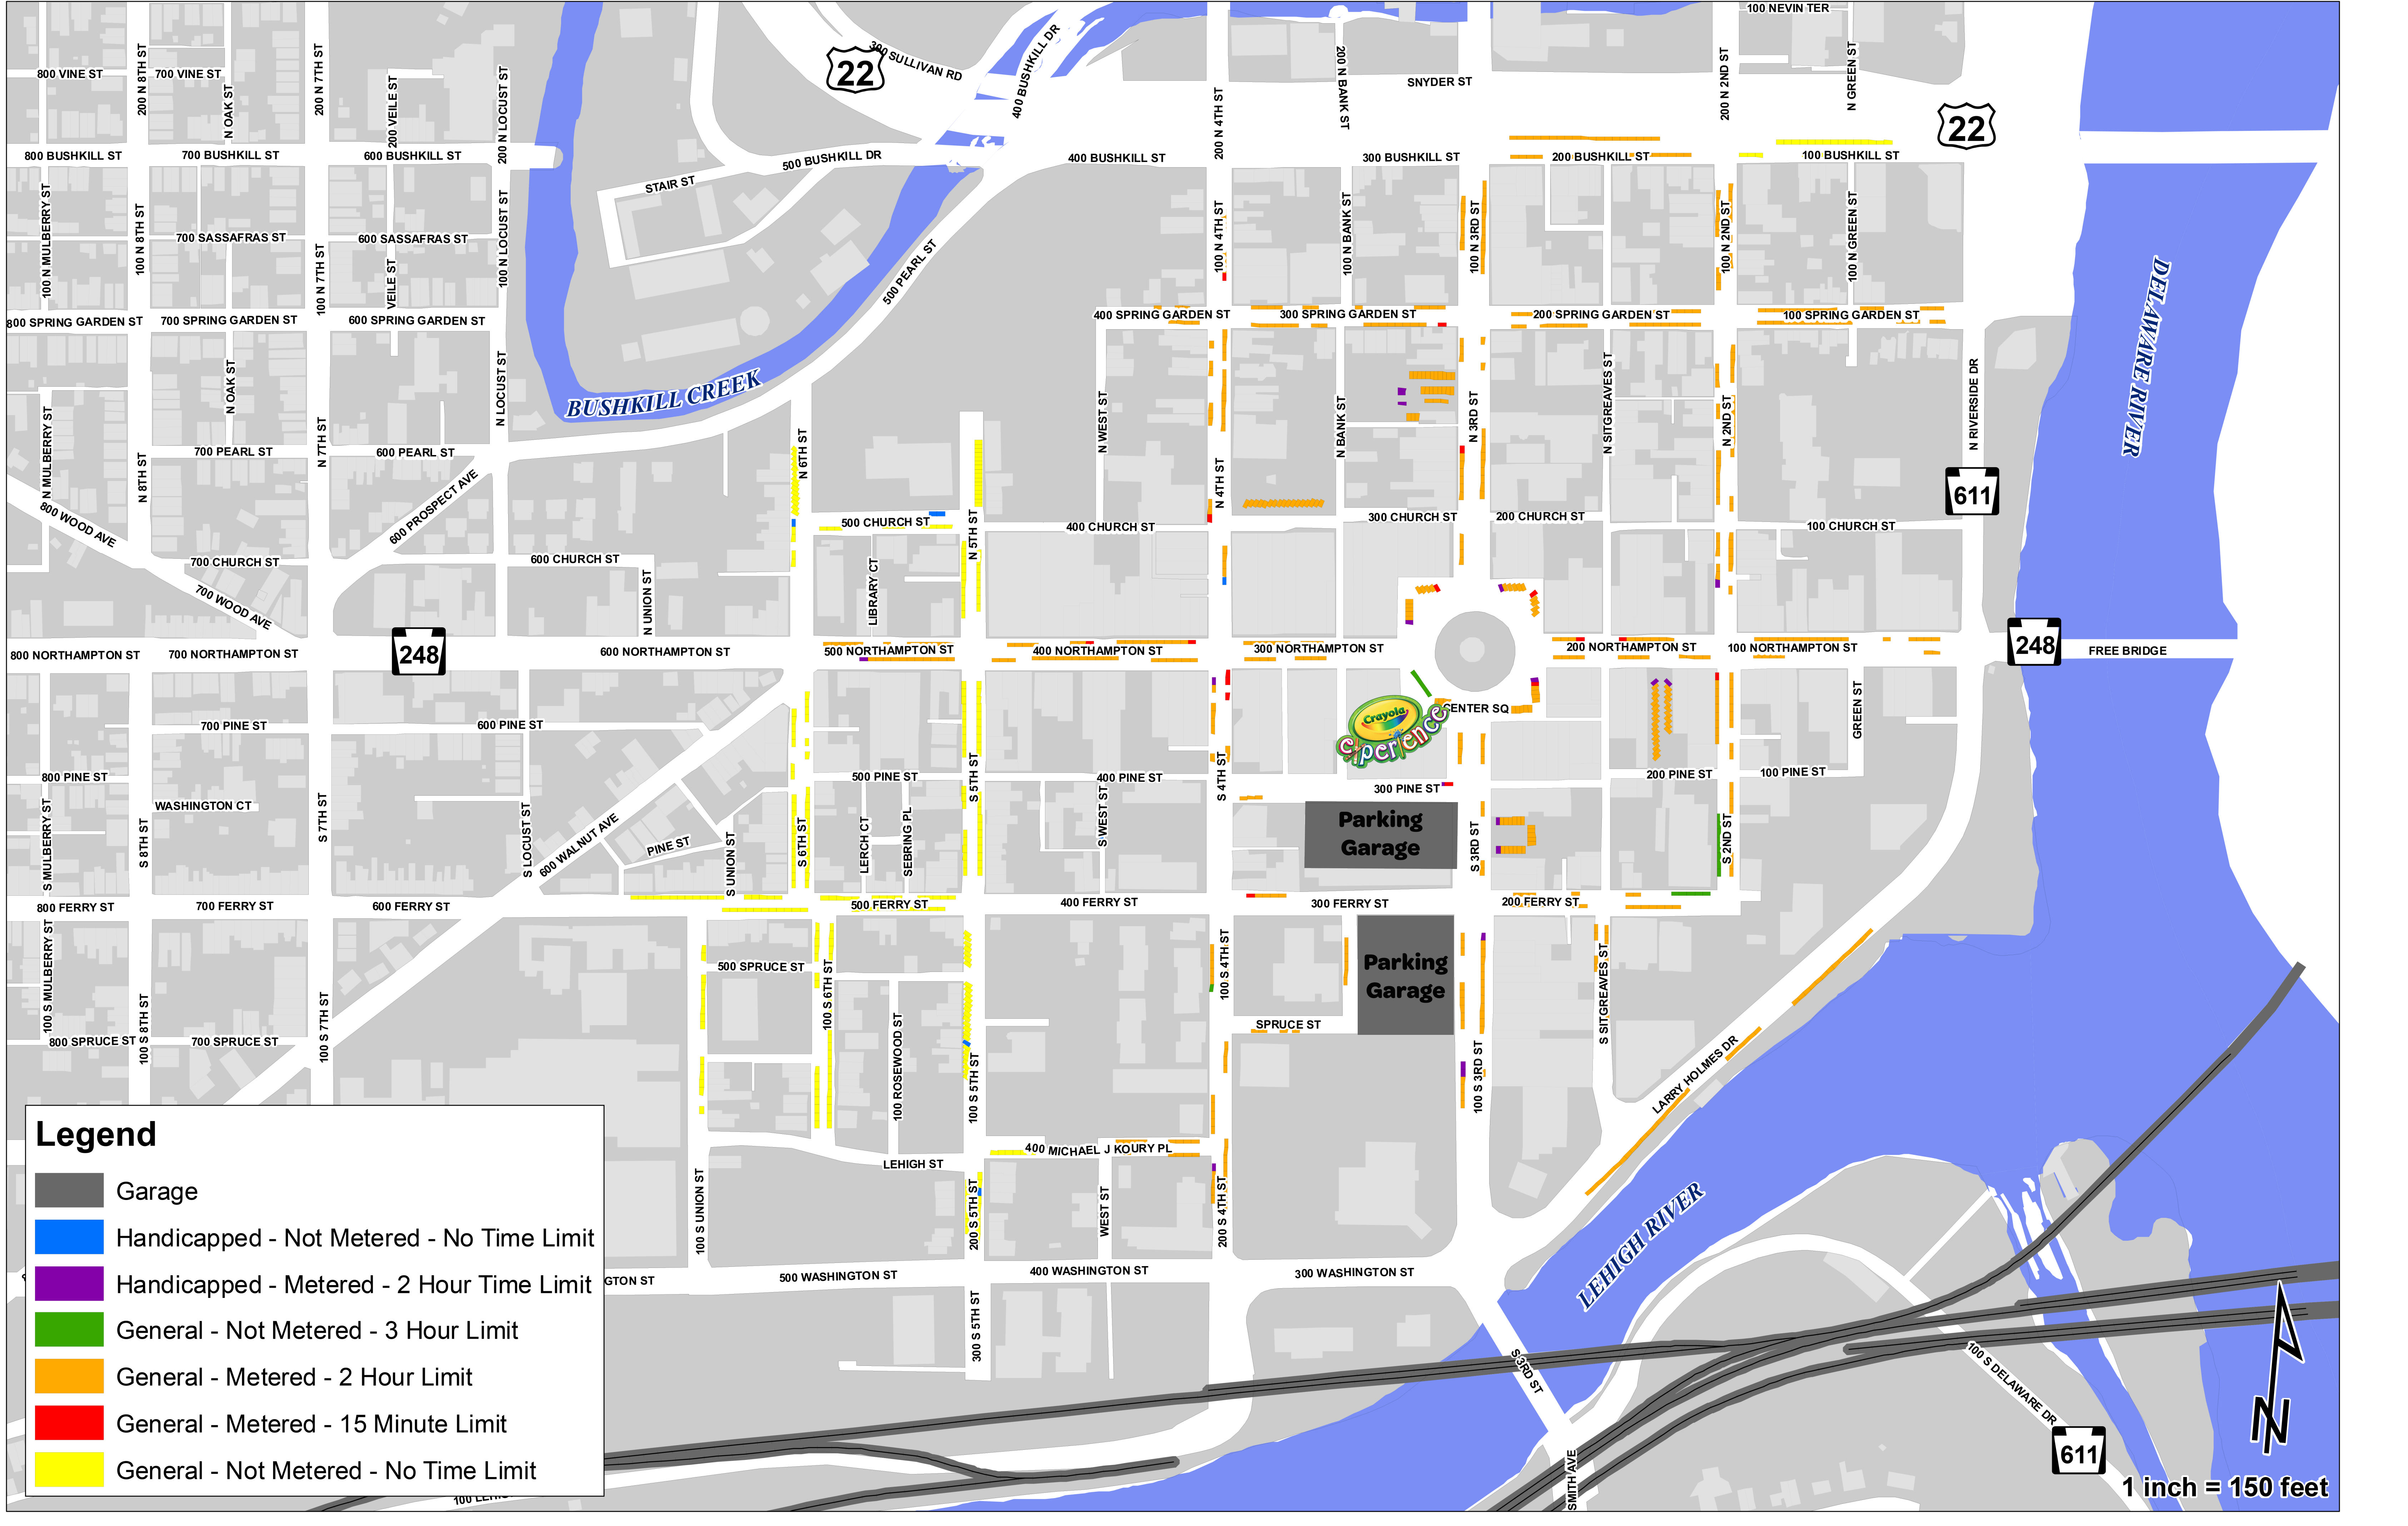 100 NEVIN TER
300 SULLIVAN RD
22
400 BUSHKILL DR
800 VINE ST
200 N 8TH ST
700 VINE ST
N OAK ST
200 N 7TH ST
200 VEILE ST
200 N LOCUST ST
200 N 4TH ST
200 N BANK ST
SNYDER ST
200 N 2ND ST
N GREEN ST
22
800 BUSHKILL ST
700 BUSHKILL ST
600 BUSHKILL ST
500 BUSHKILL DR
400 BUSHKILL ST
300 BUSHKILL ST
200 BUSHKILL ST
100 BUSHKILL ST
STAIR ST
100 N MULBERRY ST
100 N 8TH ST
700 SASSAFRAS ST
100 N 7TH ST
600 SASSAFRAS ST
VEILE ST
100 N LOCUST ST
500 PEARL ST
100 N 4TH ST
100 N BANK ST
100 N 3RD ST
100 N 2ND ST
100 N GREEN ST
DELAWARE RIVER
800 SPRING GARDEN ST
700 SPRING GARDEN ST
600 SPRING GARDEN ST
400 SPRING GARDEN ST
300 SPRING GARDEN ST
200 SPRING GARDEN ST
100 SPRING GARDEN ST
BUSHKILL CREEK
N MULBERRY ST
N 8TH ST
N OAK ST
N 7TH ST
N LOCUST ST
N 6TH ST
N WEST ST
N 4TH ST
N BANK ST
N 3RD ST
N SITGREAVES ST
N 2ND ST
N RIVERSIDE DR
700 PEARL ST
600 PEARL ST
611
800 WOOD AVE
600 PROSPECT AVE
500 CHURCH ST
N 5TH ST
400 CHURCH ST
300 CHURCH ST
200 CHURCH ST
100 CHURCH ST
700 CHURCH ST
600 CHURCH ST
700 WOOD AVE
N UNION ST
LIBRARY CT
800 NORTHAMPTON ST
700 NORTHAMPTON ST
248
600 NORTHAMPTON ST
500 NORTHAMPTON ST
400 NORTHAMPTON ST
300 NORTHAMPTON ST
200 NORTHAMPTON ST
100 NORTHAMPTON ST
248
FREE BRIDGE
CENTER SQ
Crayola
experience
GREEN ST
700 PINE ST
600 PINE ST
800 PINE ST
500 PINE ST
400 PINE ST
300 PINE ST
200 PINE ST
100 PINE ST
WASHINGTON CT
S MULBERRY ST
S 8TH ST
S 7TH ST
S LOCUST ST
600 WALNUT AVE
PINE ST
S UNION ST
S 6TH ST
LERCH CT
SEBRING PL
S 5TH ST
S WEST ST
S 4TH ST
Parking
Garage
S 3RD ST
S 2ND ST
800 FERRY ST
700 FERRY ST
600 FERRY ST
500 FERRY ST
400 FERRY ST
300 FERRY ST
200 FERRY ST
100 S MULBERRY ST
100 S 8TH ST
100 S 7TH ST
500 SPRUCE ST
100 S 6TH ST
100 ROSEWOOD ST
100 S 5TH ST
100 S 4TH ST
Parking
Garage
100 S 3RD ST
S SITGREAVES ST
LARRY HOLMES DR
800 SPRUCE ST
700 SPRUCE ST
SPRUCE ST
400 MICHAEL J KOURY PL
LEHIGH ST
100 S UNION ST
200 S 5TH ST
WEST ST
200 S 4TH ST
LEHIGH RIVER
GTON ST
500 WASHINGTON ST
400 WASHINGTON ST
300 WASHINGTON ST
300 S 5TH ST
S 3RD ST
100 S DELAWARE DR
SMITH AVE
611
N
1 inch = 150 feet
Legend
Garage
Handicapped - Not Metered - No Time Limit
Handicapped - Metered - 2 Hour Time Limit
General - Not Metered - 3 Hour Limit
General - Metered - 2 Hour Limit
General - Metered - 15 Minute Limit
General - Not Metered - No Time Limit